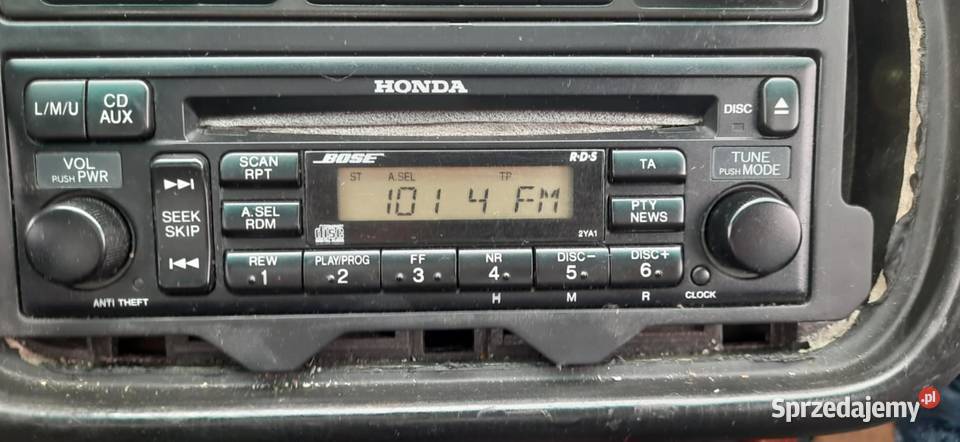 HONDA
L/M/U
CD
AUX
DISC
VOL
PUSH PWR
SEEK
SKIP
SCAN
RPT
A.SEL
RDM
BOSE
R·D·S
ST A.SEL TP
101 4 FM
disc
2YA1
TA
PTY
NEWS
TUNE
PUSH MODE
REW
1
PLAY/PROG
2
FF
3
NR
4
DISC-
5
DISC+
6
ANTI THEFT
H
M
R
CLOCK
Sprzedajemy.pl